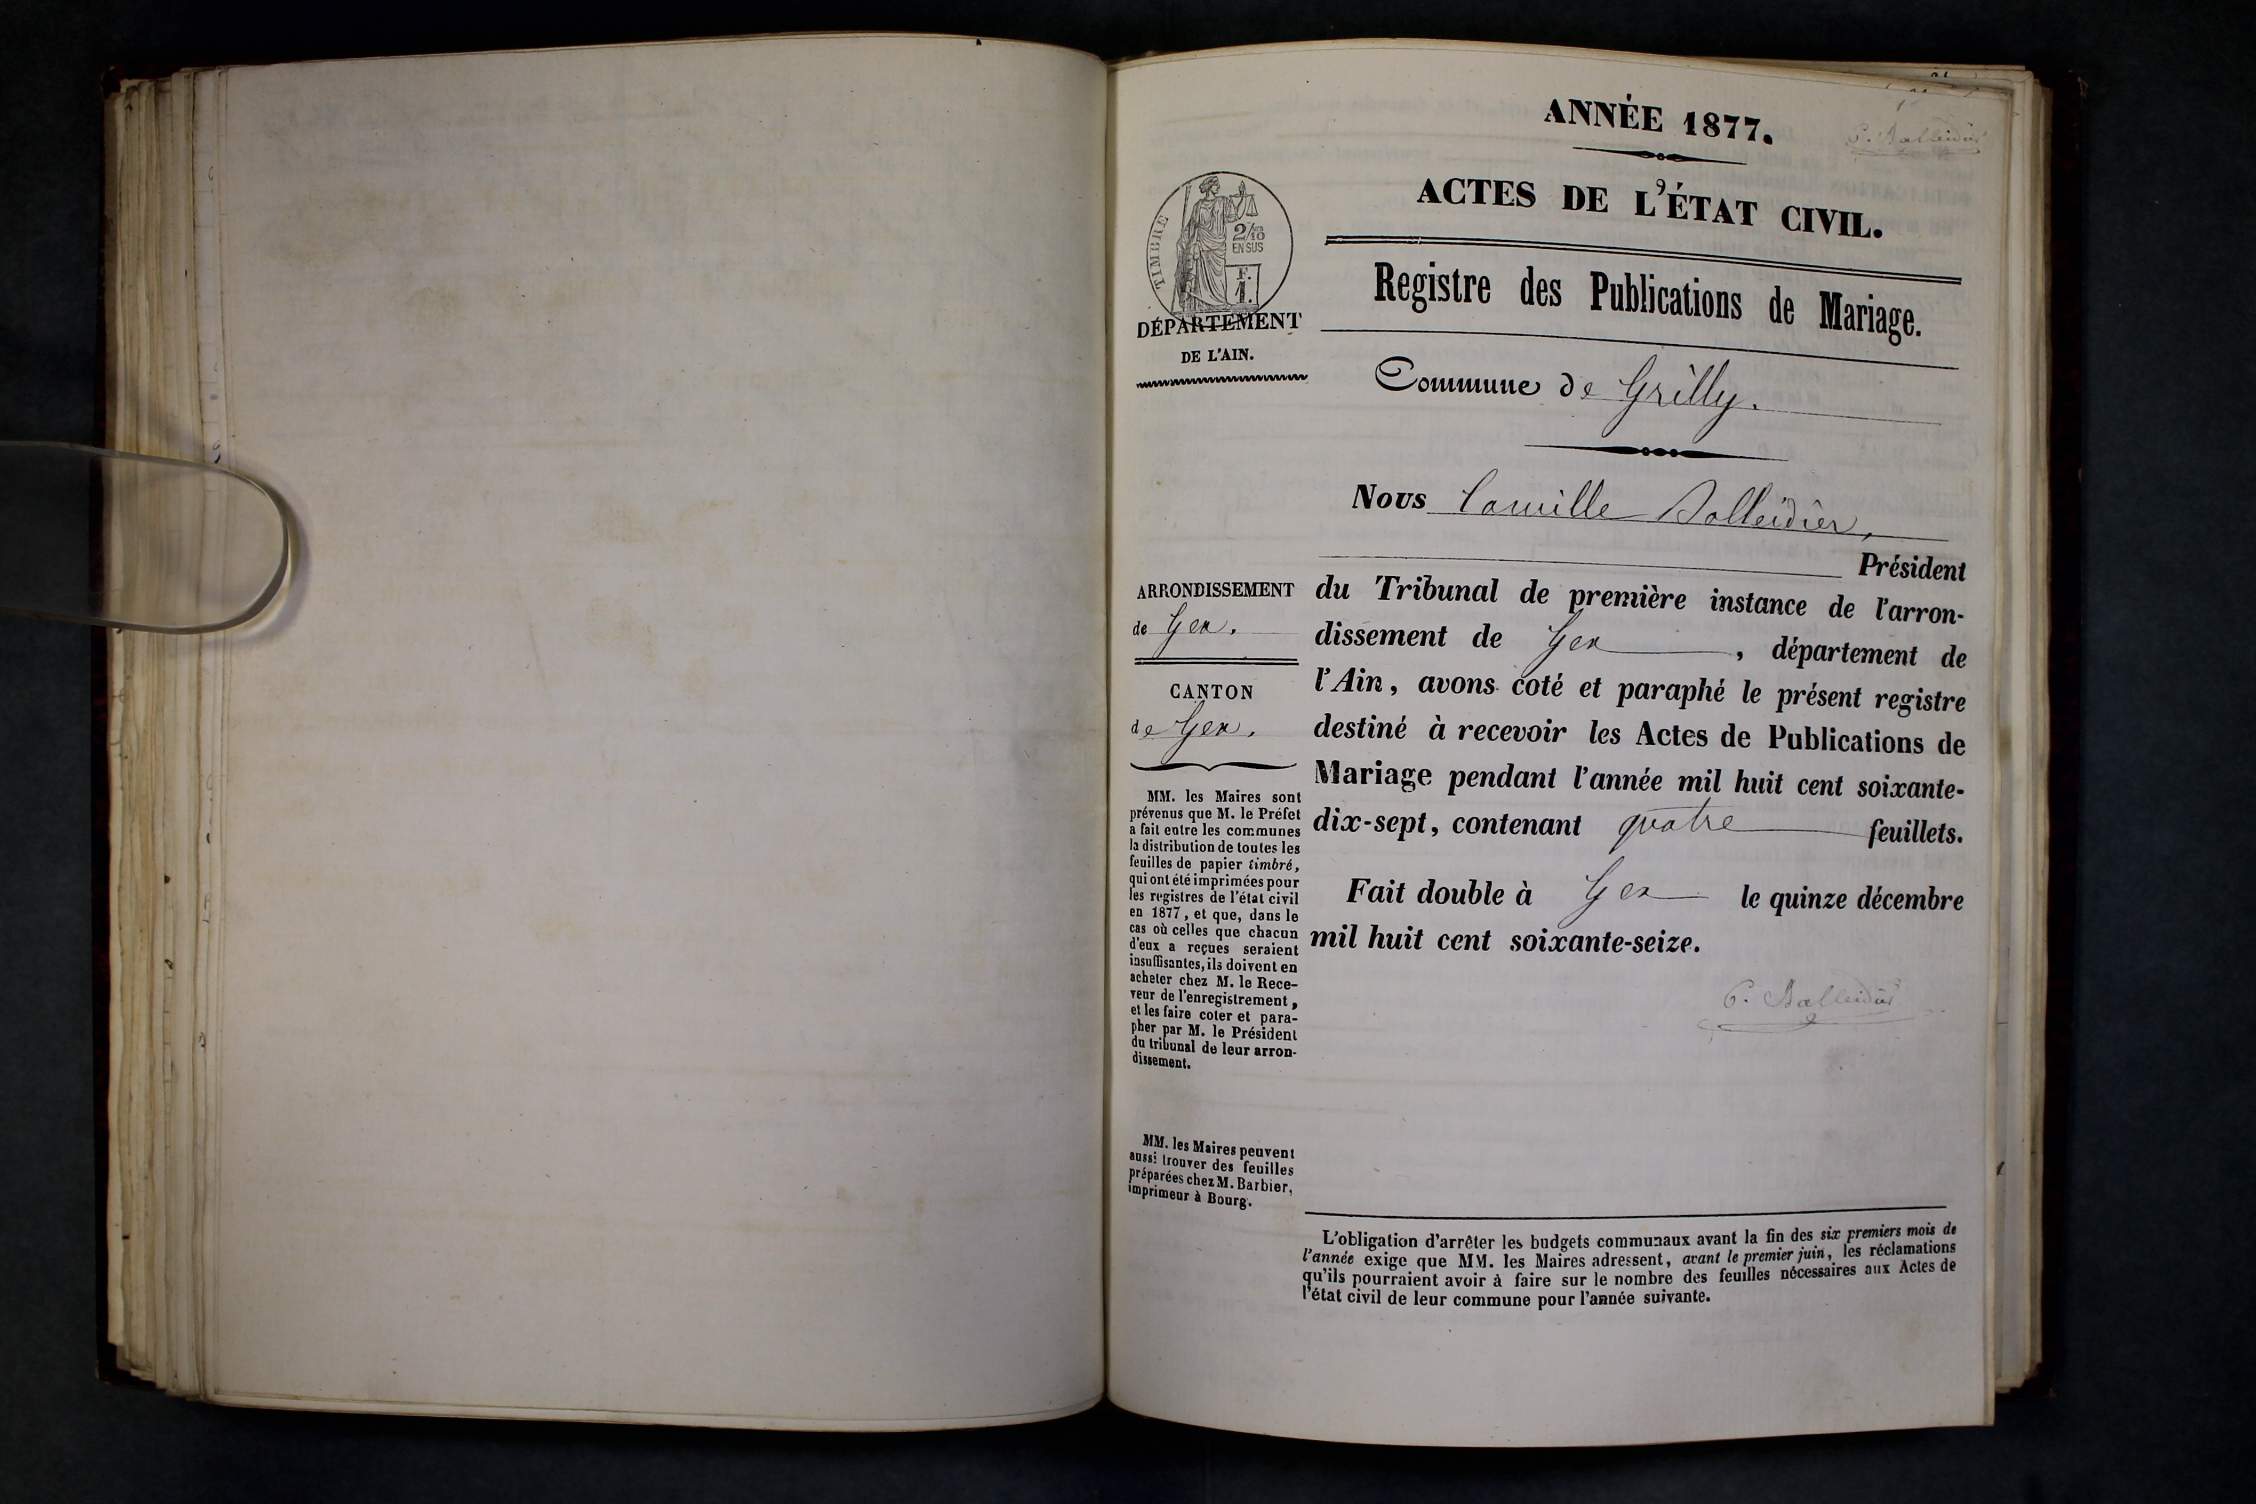 ANNÉE 1877.
ACTES DE L'ÉTAT CIVIL.
Registre des Publications de Mariage.
Commune de Grilly.
TIMBRE
2/10
EN SUS
F.
1.
DÉPARTEMENT
DE L'AIN.
ARRONDISSEMENT
de Gex.
CANTON
de Gex.
MM. les Maires sont
prévenus que M. le Préfet
a fait entre les communes
la distribution de toutes les
feuilles de papier timbré,
qui ont été imprimées pour
les registres de l'état civil
en 1877, et que, dans le
cas où celles que chacun
d'eux a reçues seraient
insuffisantes, ils doivent en
acheter chez M. le Rece-
veur de l'enregistrement,
et les faire coter et para-
pher par M. le Président
du tribunal de leur arron-
dissement.
MM. les Maires peuvent
aussi trouver des feuilles
préparées chez M. Barbier,
imprimeur à Bourg.
Nous Camille Balleidier,
Président
du Tribunal de première instance de l'arron-
dissement de Gex, département de
l'Ain, avons coté et paraphé le présent registre
destiné à recevoir les Actes de Publications de
Mariage pendant l'année mil huit cent soixante-
dix-sept, contenant quatre feuillets.
Fait double à Gex le quinze décembre
mil huit cent soixante-seize.
C. Balleidier
L'obligation d'arrêter les budgets communaux avant la fin des six premiers mois de
l'année exige que MM. les Maires adressent, avant le premier juin, les réclamations
qu'ils pourraient avoir à faire sur le nombre des feuilles nécessaires aux Actes de
l'état civil de leur commune pour l'année suivante.